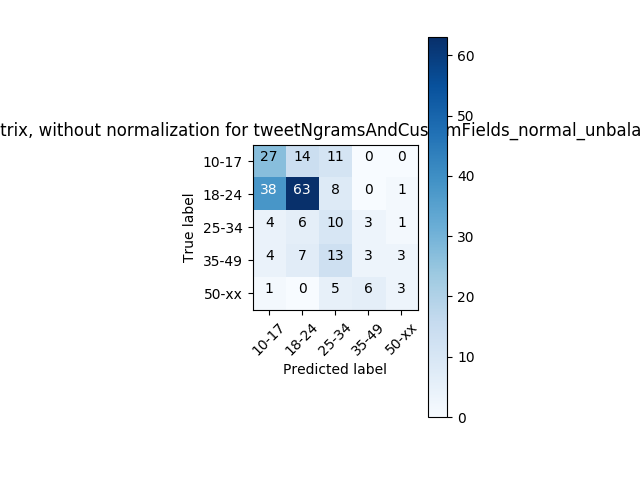 trix, without normalization for tweetNgramsAndCus mFields_normal_unbala
True label
10-17
18-24
25-34
35-49
50-xx
27 14 11 0 0
38 63 8 0 1
4 6 10 3 1
4 7 13 3 3
1 0 5 6 3
10-17 18-24 25-34 35-49 50-xx
Predicted label
60
50
40
30
20
10
0